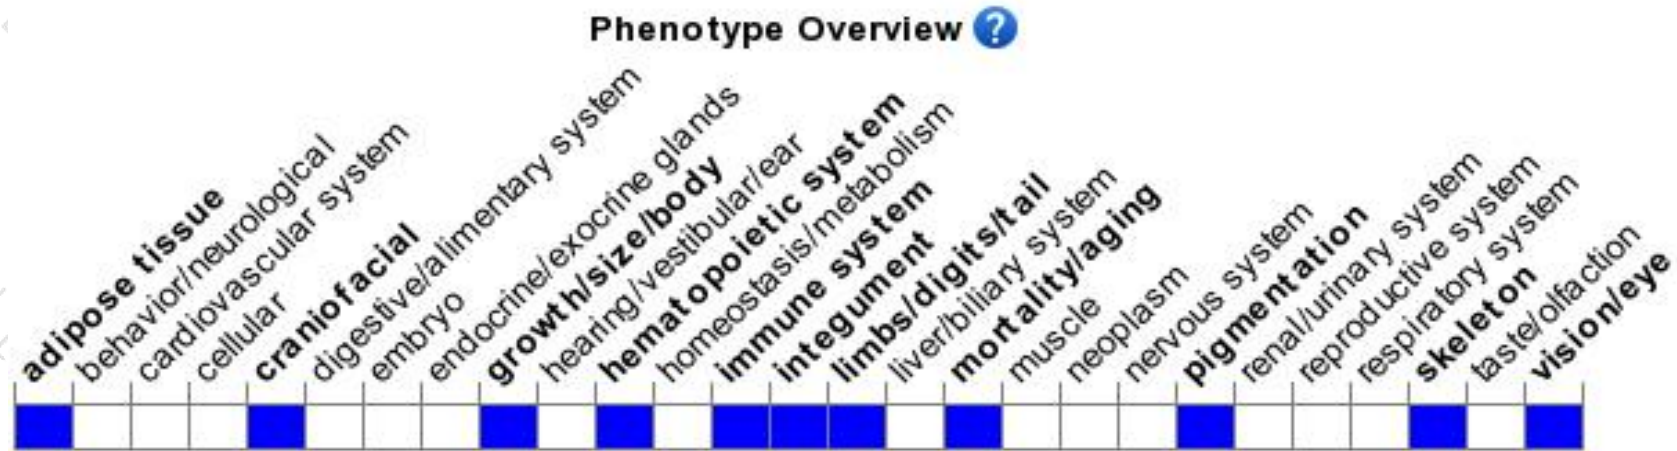 Phenotype Overview ?
adipose tissue
behavior/neurological
cardiovascular system
cellular
craniofacial
digestive/alimentary system
embryo
endocrine/exocrine glands
growth/size/body
hearing/vestibular/ear
hematopoietic system
homeostasis/metabolism
immune system
integument
limbs/digits/tail
liver/biliary system
mortality/aging
muscle
neoplasm
nervous system
pigmentation
renal/urinary system
reproductive system
respiratory system
skeleton
taste/olfaction
vision/eye